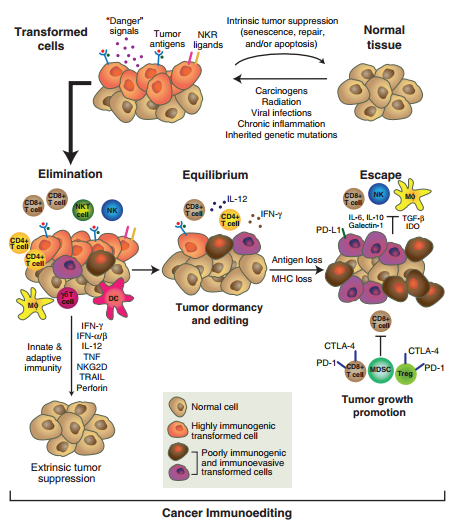 Transformed
cells
"Danger"
signals
Tumor
antigens
NKR
ligands
Intrinsic tumor suppression
(senescence, repair,
and/or apoptosis)
Normal
tissue
Carcinogens
Radiation
Viral infections
Chronic inflammation
Inherited genetic mutations
Elimination
CD8+
T cell
CD8+
T cell
NKT
cell
NK
CD4+
T cell
CD4+
T cell
Mϕ
γδT
cell
DC
Innate &
adaptive
immunity
IFN-γ
IFN-α/β
IL-12
TNF
NKG2D
TRAIL
Perforin
Extrinsic tumor
suppression
Equilibrium
CD8+
T cell
IL-12
CD4+
T cell
IFN-γ
Tumor dormancy
and editing
Antigen loss
MHC loss
Escape
CD8+
T cell
NK
Mϕ
IL-6, IL-10
Galectin-1
TGF-β
IDO
PD-L1
CD8+
T cell
CTLA-4
PD-1
CD8+
T cell
MDSC
Treg
CTLA-4
PD-1
Tumor growth
promotion
Normal cell
Highly immunogenic
transformed cell
Poorly immunogenic
and immunoevasive
transformed cells
Cancer Immunoediting